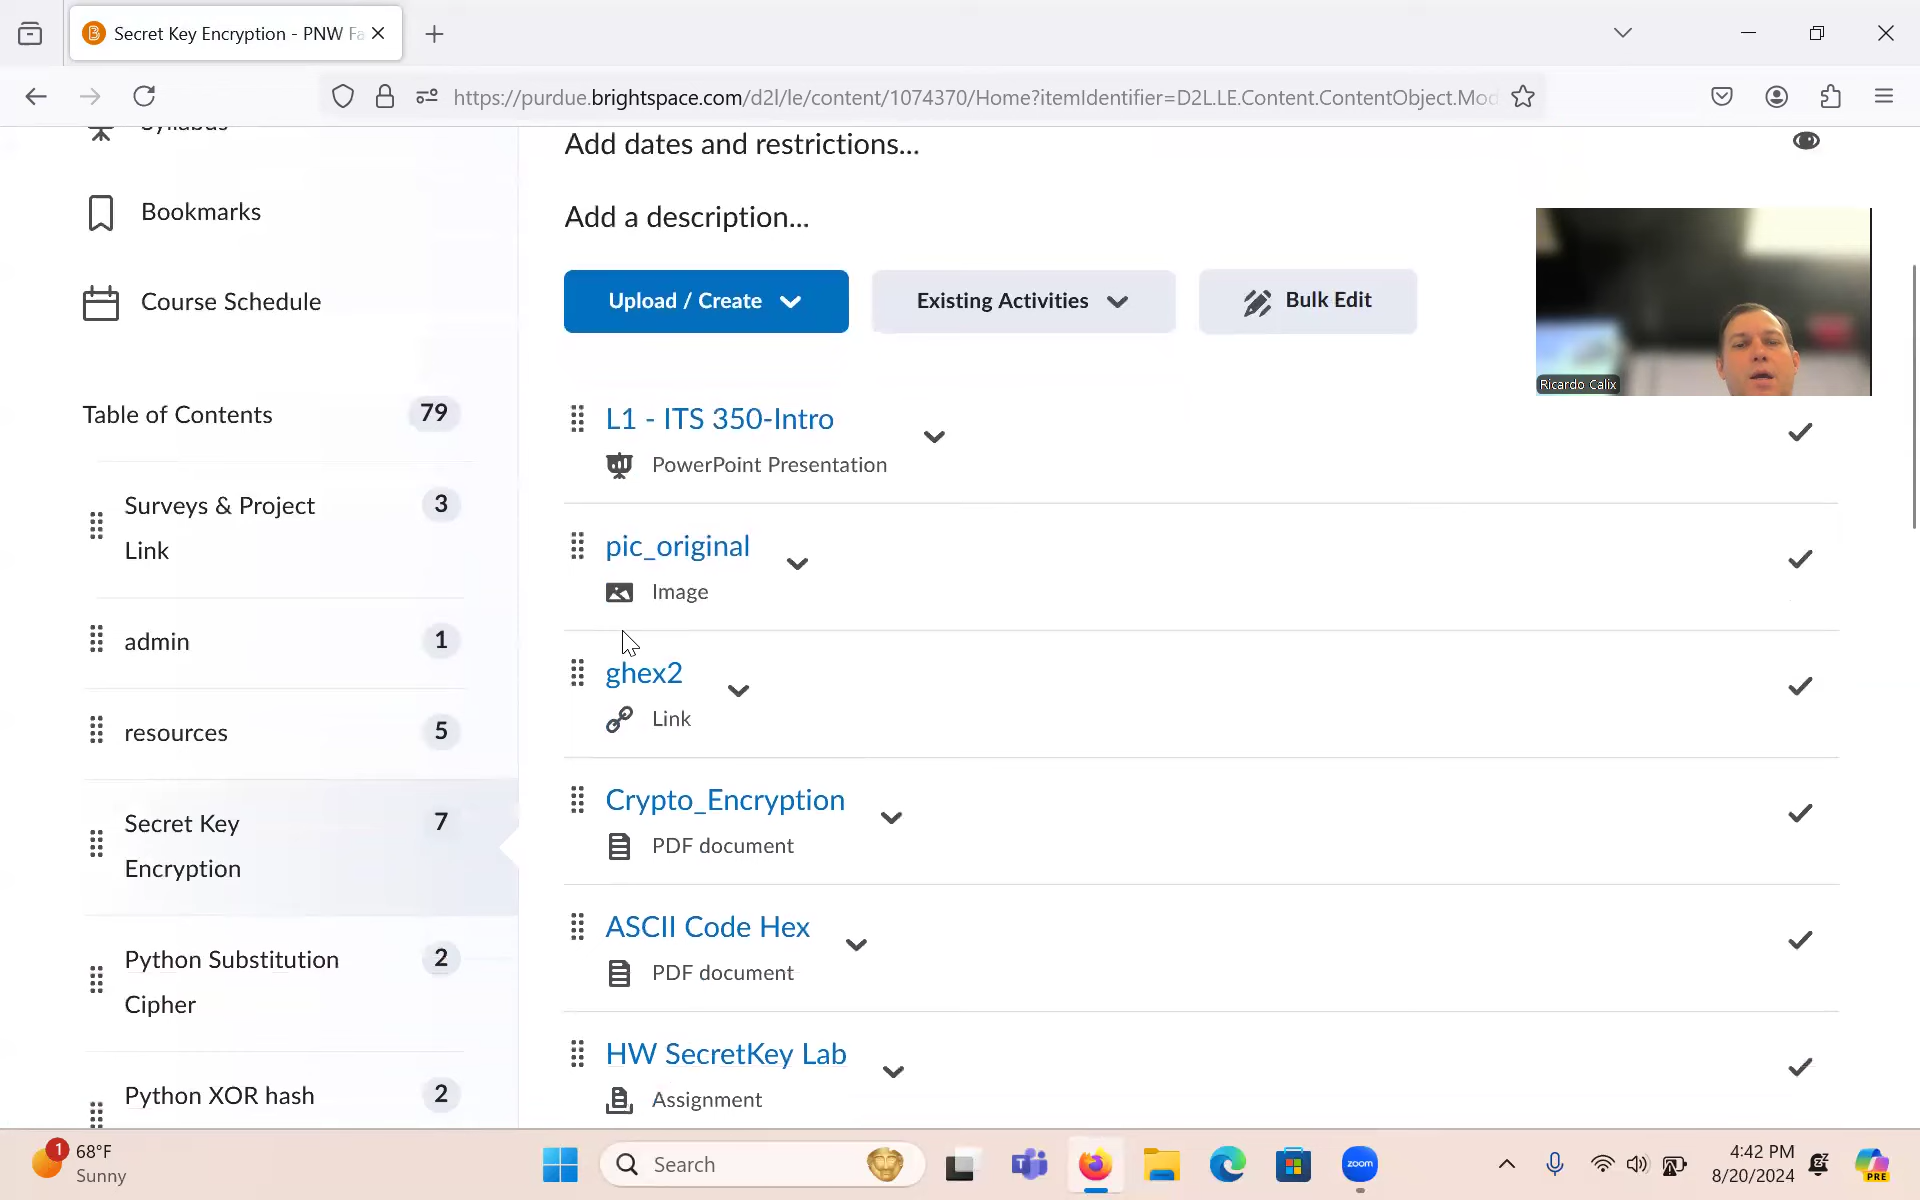 Secret Key Encryption - PNW Fa
https://purdue.brightspace.com/d2l/le/content/1074370/Home?itemIdentifier=D2L.LE.Content.ContentObject.Mod
Syllabus
Bookmarks
Course Schedule
Table of Contents 79
Surveys & Project
Link
3
admin 1
resources 5
Secret Key
Encryption
7
Python Substitution
Cipher
2
Python XOR hash 2
Add dates and restrictions...
Add a description...
Upload / Create
Existing Activities
Bulk Edit
L1 - ITS 350-Intro
PowerPoint Presentation
pic_original
Image
ghex2
Link
Crypto_Encryption
PDF document
ASCII Code Hex
PDF document
HW SecretKey Lab
Assignment
Ricardo Calix
1
68°F
Sunny
Search
zoom
4:42 PM
8/20/2024
PRE